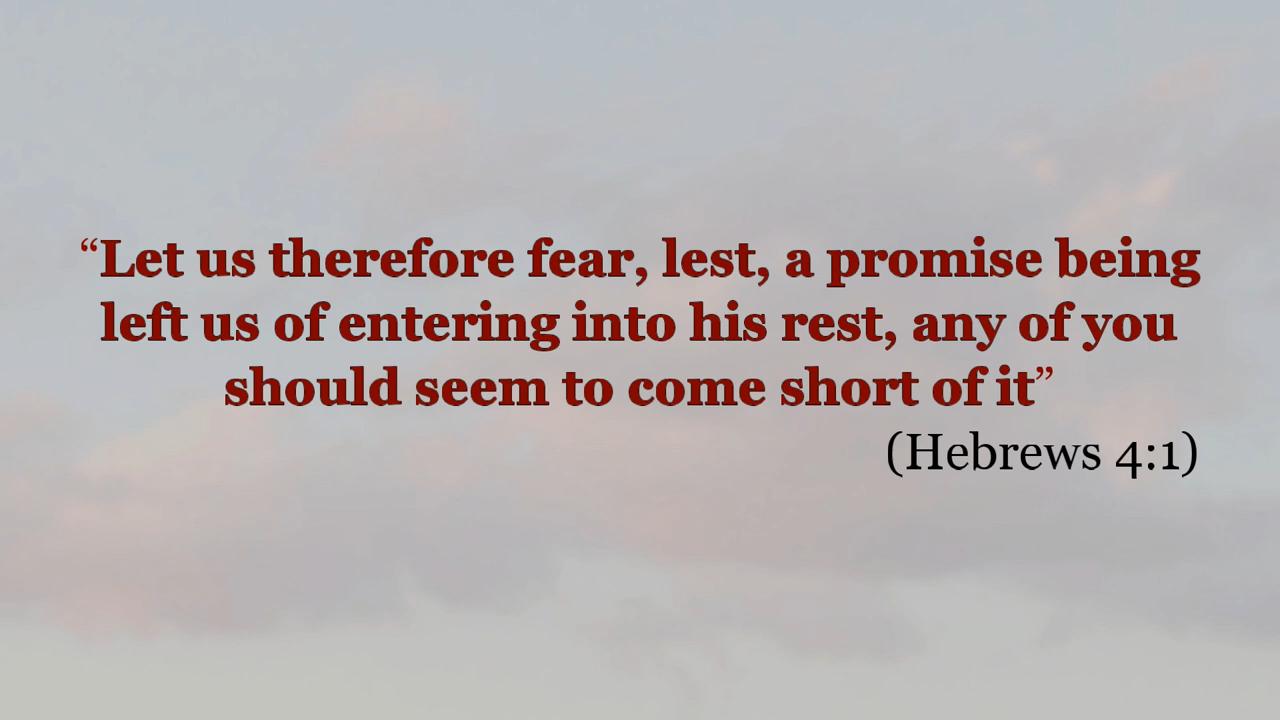 “Let us therefore fear, lest, a promise being
left us of entering into his rest, any of you
should seem to come short of it”
(Hebrews 4:1)